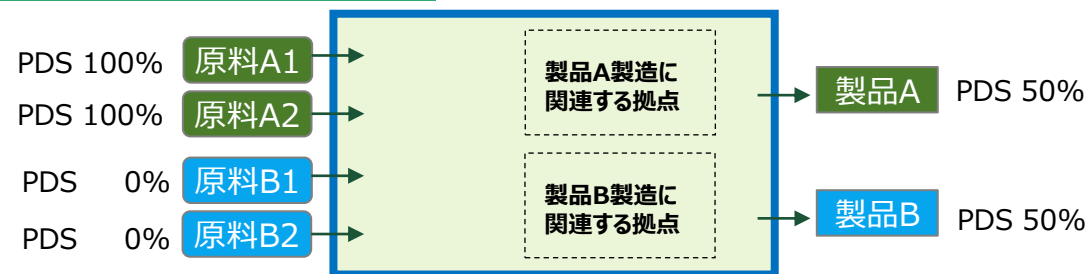 PDS 100% 原料A1
PDS 100% 原料A2
PDS 0% 原料B1
PDS 0% 原料B2
製品A製造に
関連する拠点
製品B製造に
関連する拠点
製品A PDS 50%
製品B PDS 50%